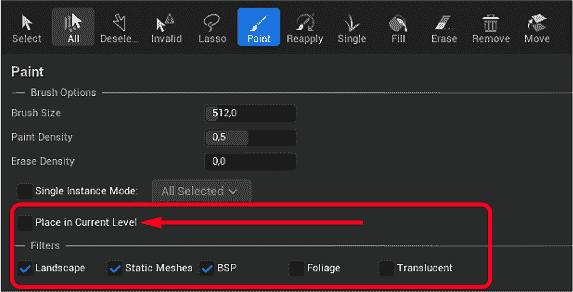 Select All Desele... Invalid Lasso Paint Reapply Single Fill Erase Remove Move
Paint
Brush Options
Brush Size 512,0
Paint Density 0,5
Erase Density 0,0
Single Instance Mode: All Selected
Place in Current Level
Filters
Landscape Static Meshes BSP Foliage Translucent